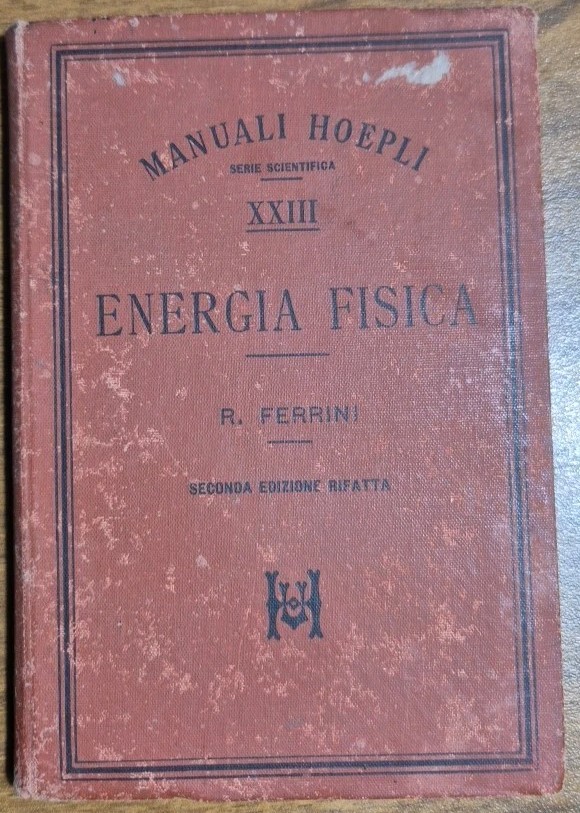 MANUALI HOEPLI
SERIE SCIENTIFICA
XXIII
ENERGIA FISICA
R. FERRINI
SECONDA EDIZIONE RIFATTA